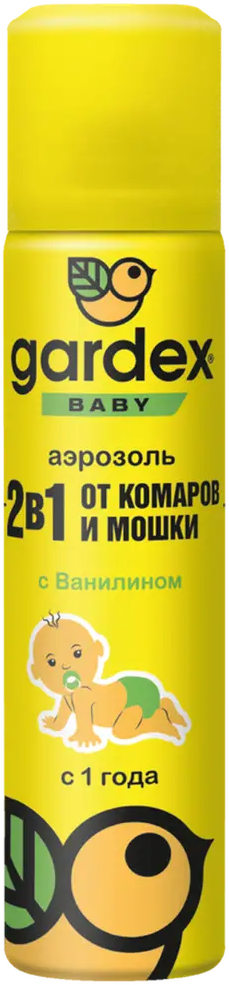 gardex®
BABY
аэрозоль
2в1 ОТ КОМАРОВ
И МОШКИ
с Ванилином
с 1 года